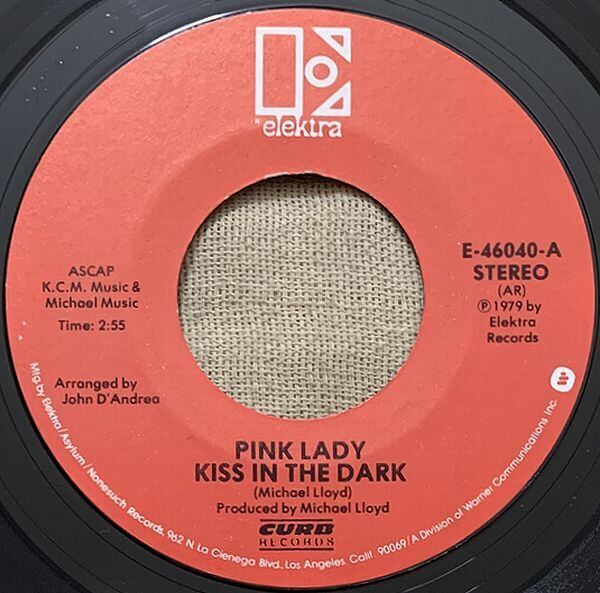 elektra
E-46040-A
STEREO
(AR)
℗ 1979 by
Elektra
Records
ASCAP
K.C.M. Music &
Michael Music
Time: 2:55
Arranged by
John D'Andrea
PINK LADY
KISS IN THE DARK
(Michael Lloyd)
Produced by Michael Lloyd
CURB
RECORDS
Mfg. by Elektra/Asylum/Nonesuch Records, 962 N. La Cienega Blvd., Los Angeles, Calif. 90069/A Division of Warner Communications Inc.